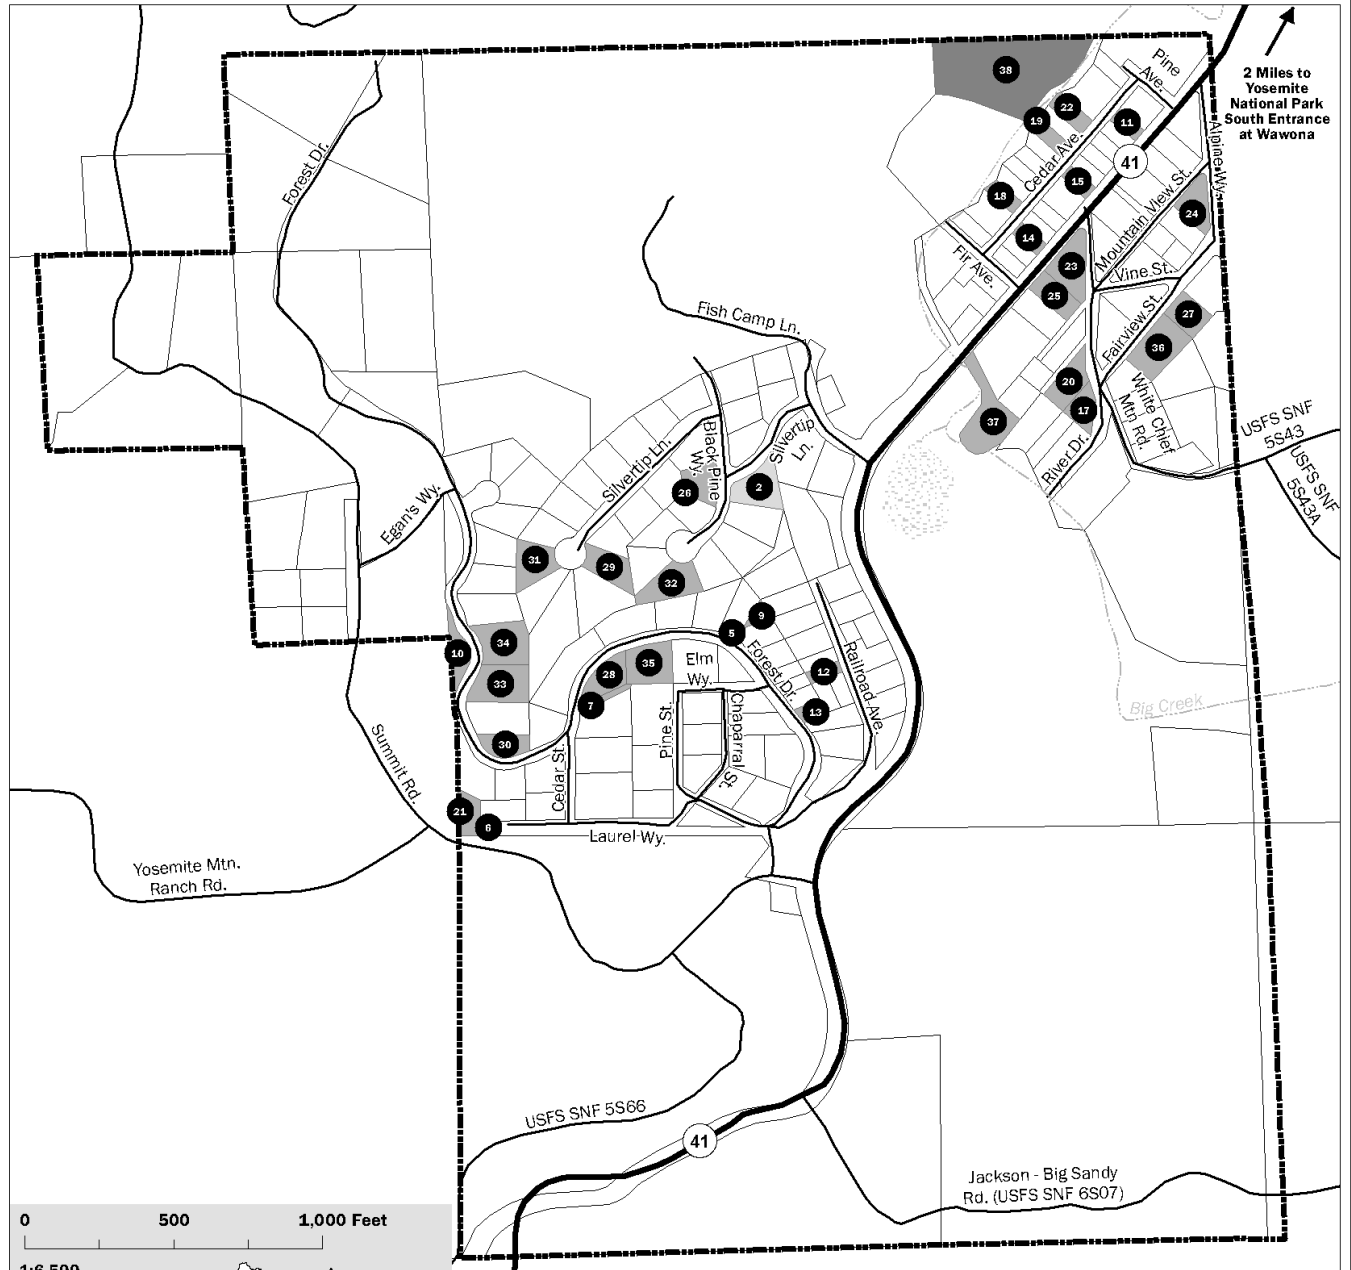 2 Miles to
Yosemite
National Park
South Entrance
at Wawona
Pine
Ave.
38
22
19
11
Alpine Wy.
41
Cedar Ave.
Forest Dr.
15
18
Mountain View St.
24
14
Fir Ave.
23
Vine St.
25
Fish Camp Ln.
27
Fairview St.
36
20
White Chief
Mtn Rd.
17
37
USFS SNF
5S43
USFS SNF
5S43A
River Dr.
Silvertip
Ln.
Black Pine
Wy.
Silvertip Ln.
26
2
Egan's Wy.
31
29
32
9
5
34
10
35
Elm
Wy.
Forest Dr.
Railroad Ave.
28
12
33
7
13
Pine St.
Chaparral
St.
Big Creek
30
Cedar St.
Summit Rd.
21
6
Laurel Wy.
Yosemite Mtn.
Ranch Rd.
USFS SNF 5S66
41
Jackson - Big Sandy
Rd. (USFS SNF 6S07)
0 500 1,000 Feet